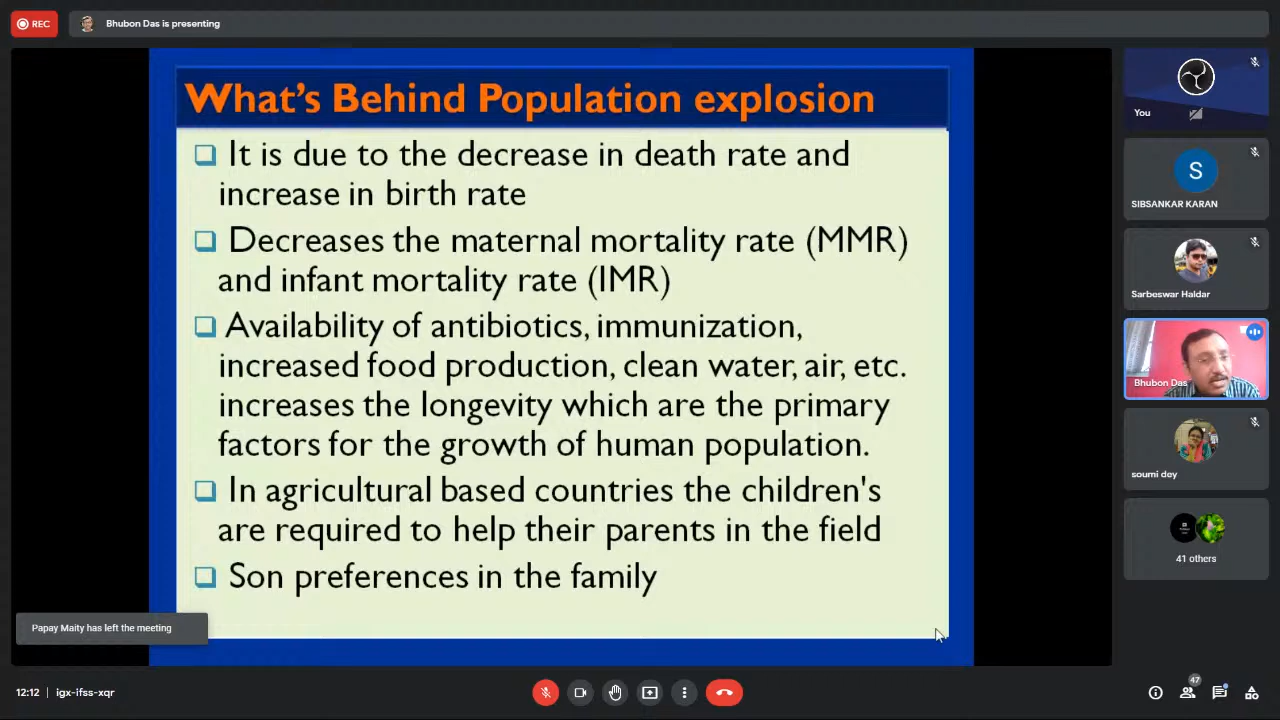 REC
Bhubon Das is presenting
What's Behind Population explosion
It is due to the decrease in death rate and
increase in birth rate
Decreases the maternal mortality rate (MMR)
and infant mortality rate (IMR)
Availability of antibiotics, immunization,
increased food production, clean water, air, etc.
increases the longevity which are the primary
factors for the growth of human population.
In agricultural based countries the children's
are required to help their parents in the field
Son preferences in the family
You
SIBSANKAR KARAN
S
Sarbeswar Haldar
Bhubon Das
soumi dey
41 others
Papay Maity has left the meeting
12:12 | igx-ifss-xqr
47